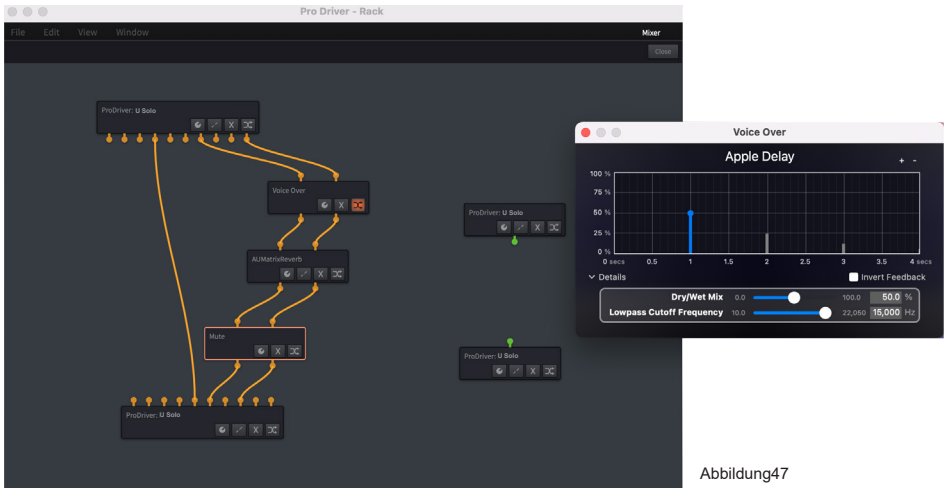 Pro Driver - Rack
File Edit View Window
Mixer
Close
ProDriver: U Solo
X
Voice Over
X
AUMatrixReverb
X
Mute
X
ProDriver: U Solo
X
ProDriver: U Solo
X
ProDriver: U Solo
X
Voice Over
Apple Delay
+ -
100 %
75 %
50 %
25 %
0 %
0 secs 0.5 1 1.5 2 2.5 3 3.5 4 secs
Details
Invert Feedback
Dry/Wet Mix 0.0 100.0 50.0 %
Lowpass Cutoff Frequency 10.0 22,050 15,000 Hz
Abbildung47